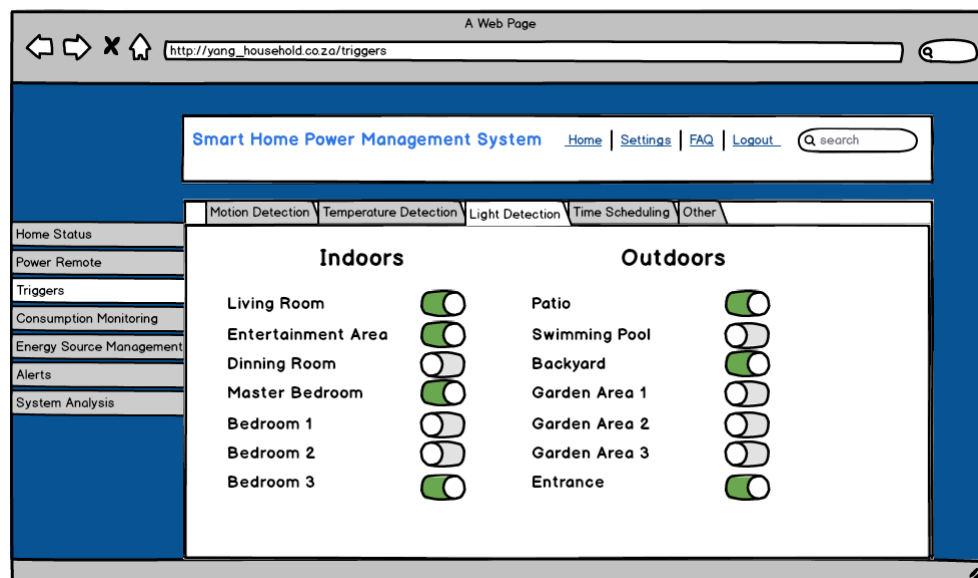 A Web Page
http://yang_household.co.za/triggers
Smart Home Power Management System Home Settings FAQ Logout search
Motion Detection Temperature Detection Light Detection Time Scheduling Other
Home Status
Power Remote
Triggers
Consumption Monitoring
Energy Source Management
Alerts
System Analysis
Indoors
Living Room
Entertainment Area
Dinning Room
Master Bedroom
Bedroom 1
Bedroom 2
Bedroom 3
Outdoors
Patio
Swimming Pool
Backyard
Garden Area 1
Garden Area 2
Garden Area 3
Entrance